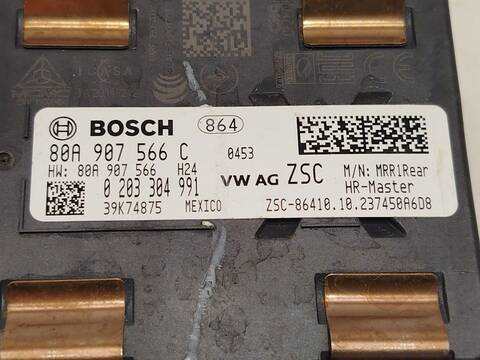 BOSCH 864
80A 907 566 C 0453
HW: 80A 907 566 H24
0 203 304 991
39K74875 MEXICO
VW AG ZSC
M/N: MRR1Rear
HR-Master
ZSC-86410.10.237450A6D8